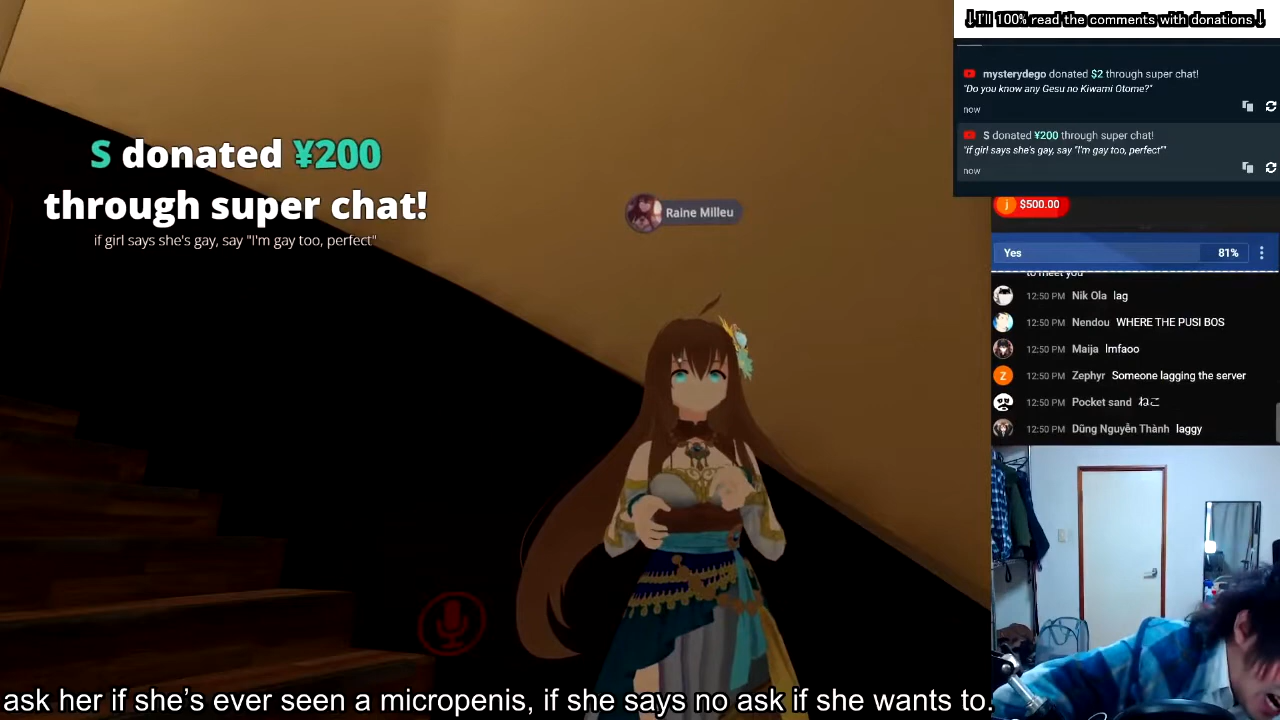 ↓I'll 100% read the comments with donations↓
mysterydego donated $2 through super chat!
"Do you know any Gesu no Kiwami Otome?"
now
S donated ¥200 through super chat!
"if girl says she's gay, say "I'm gay too, perfect""
now
S donated ¥200
through super chat!
if girl says she's gay, say "I'm gay too, perfect"
Raine Milleu
j $500.00
Yes 81%
to meet you
12:50 PM Nik Ola lag
12:50 PM Nendou WHERE THE PUSI BOS
12:50 PM Maija lmfaoo
Z 12:50 PM Zephyr Someone lagging the server
12:50 PM Pocket sand ねこ
12:50 PM Dũng Nguyễn Thành laggy
ask her if she's ever seen a micropenis, if she says no ask if she wants to.